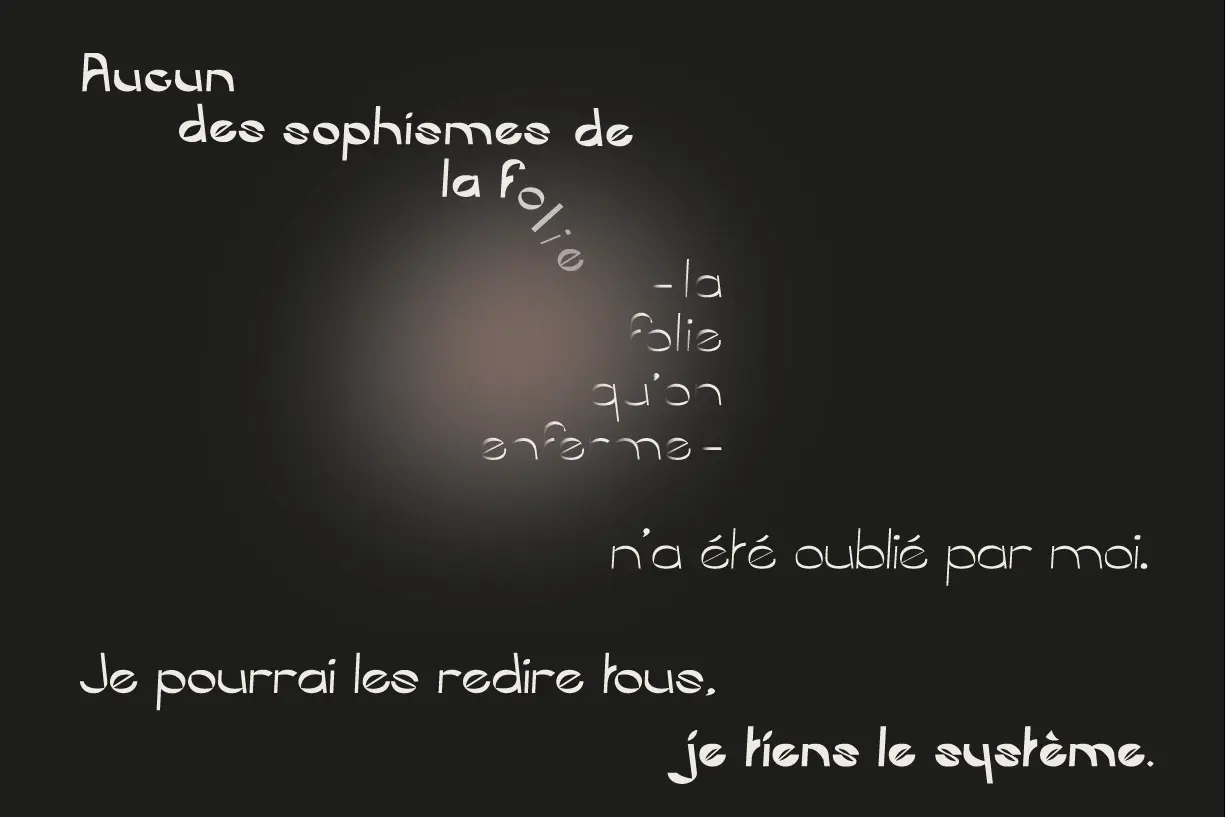 Aucun
des sophismes de
la folie
-la
folie
qu'on
enferme-
n'a été oublié par moi.
Je pourrai les redire tous,
je tiens le système.